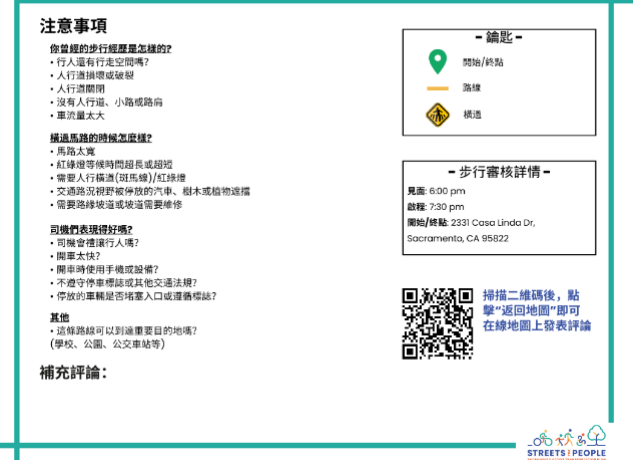 注意事項
你曾經的步行經歷是怎樣的?
• 行人還有行走空間嗎?
• 人行道損壞或破裂
• 人行道關閉
• 沒有人行道、小路或路肩
• 車流量太大
橫過馬路的時候怎麼樣?
• 馬路太寬
• 紅綠燈等候時間超長或超短
• 需要人行橫道(斑馬線)/紅綠燈
• 交通路況視野被停放的汽車、樹木或植物遮擋
• 需要路緣坡道或坡道需要維修
司機們表現得好嗎?
• 司機會禮讓行人嗎?
• 開車太快?
• 開車時使用手機或設備?
• 不遵守停車標誌或其他交通法規?
• 停放的車輛是否堵塞入口或遵循標誌?
其他
• 這條路線可以到達重要目的地嗎?
(學校、公園、公交車站等)
補充評論:
- 鑰匙 -
開始/終點
路線
橫道
- 步行審核詳情 -
見面: 6:00 pm
啟程: 7:30 pm
開始/終點: 2331 Casa Linda Dr,
Sacramento, CA 95822
掃描二維碼後，點
擊"返回地圖"即可
在線地圖上發表評論
STREETS FOR PEOPLE